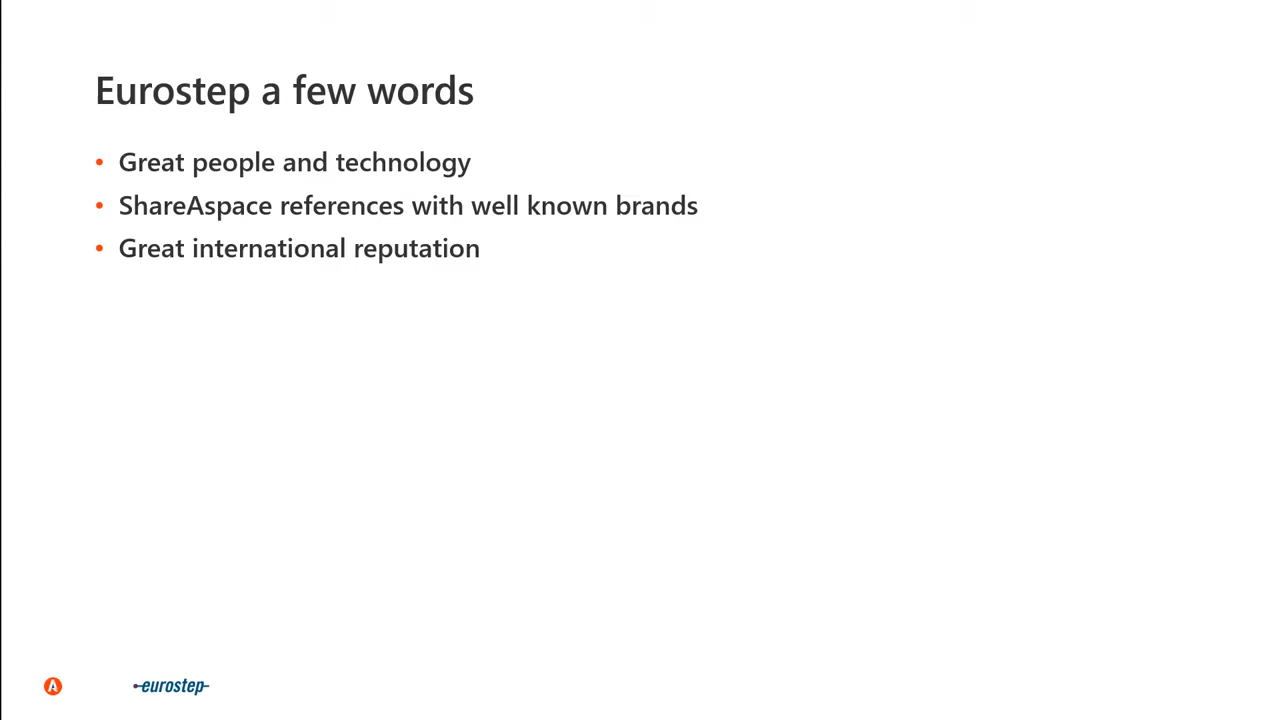 Eurostep a few words
• Great people and technology
• ShareAspace references with well known brands
• Great international reputation
A
eurostep